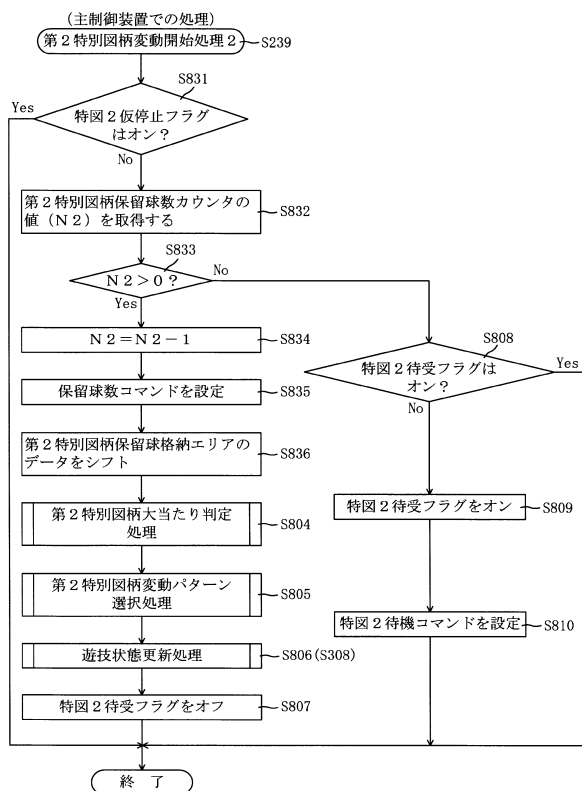 (主制御装置での処理)
第2特別図柄変動開始処理2
S239
S831
Yes
特図2仮停止フラグ
はオン?
No
第2特別図柄保留球数カウンタの
値(N2)を取得する
S832
S833
N2>0?
No
Yes
N2=N2-1
S834
S808
特図2待受フラグは
オン?
Yes
No
保留球数コマンドを設定
S835
第2特別図柄保留球格納エリアの
データをシフト
S836
第2特別図柄大当たり判定
処理
S804
特図2待受フラグをオン
S809
第2特別図柄変動パターン
選択処理
S805
特図2待機コマンドを設定
S810
遊技状態更新処理
S806(S308)
特図2待受フラグをオフ
S807
終 了